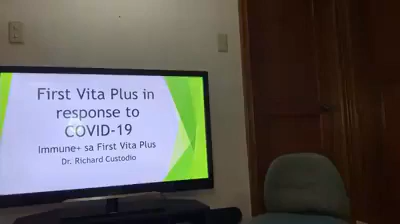 First Vita Plus in
response to
COVID-19
Immune+ sa First Vita Plus
Dr. Richard Custodio